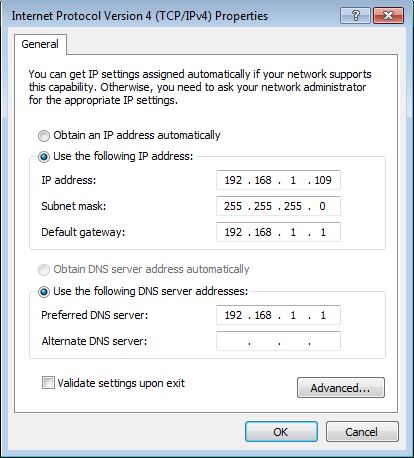 Internet Protocol Version 4 (TCP/IPv4) Properties
General
You can get IP settings assigned automatically if your network supports
this capability. Otherwise, you need to ask your network administrator
for the appropriate IP settings.
Obtain an IP address automatically
Use the following IP address:
IP address: 192 . 168 . 1 . 109
Subnet mask: 255 . 255 . 255 . 0
Default gateway: 192 . 168 . 1 . 1
Obtain DNS server address automatically
Use the following DNS server addresses:
Preferred DNS server: 192 . 168 . 1 . 1
Alternate DNS server: . . .
Validate settings upon exit
Advanced...
OK Cancel